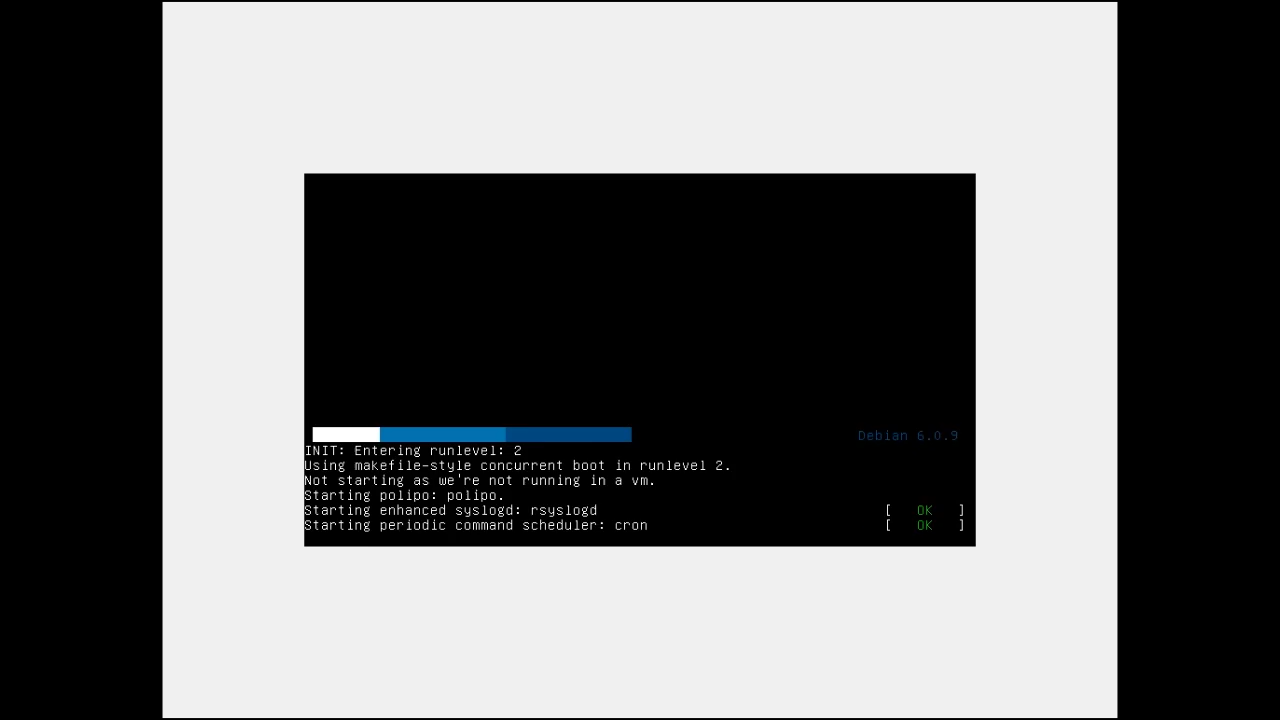 Debian 6.0.9
INIT: Entering runlevel: 2
Using makefile-style concurrent boot in runlevel 2.
Not starting as we're not running in a vm.
Starting polipo: polipo.
Starting enhanced syslogd: rsyslogd [ OK ]
Starting periodic command scheduler: cron [ OK ]